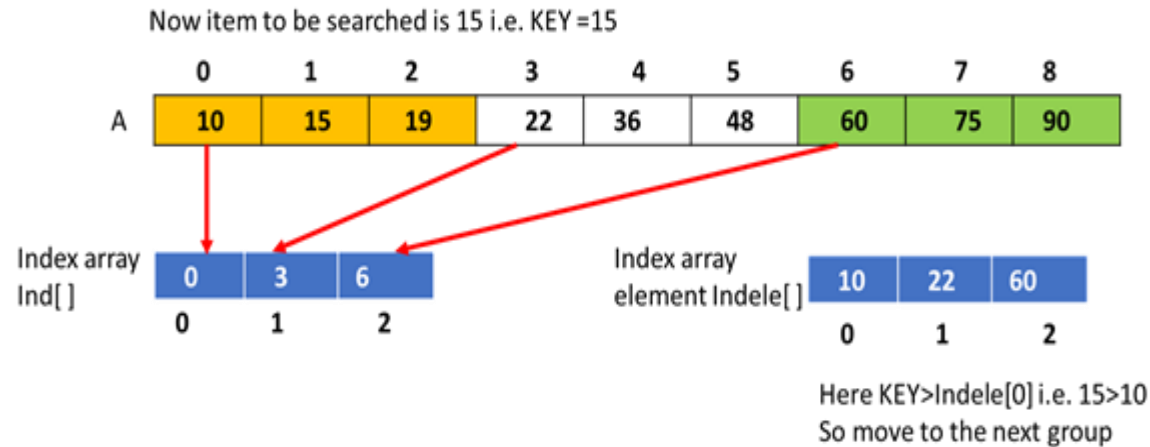 Now item to be searched is 15 i.e. KEY =15
0 1 2 3 4 5 6 7 8
A 10 15 19 22 36 48 60 75 90
Index array
Ind[ ]
0 3 6
0 1 2
Index array
element Indele[ ]
10 22 60
0 1 2
Here KEY>Indele[0] i.e. 15>10
So move to the next group